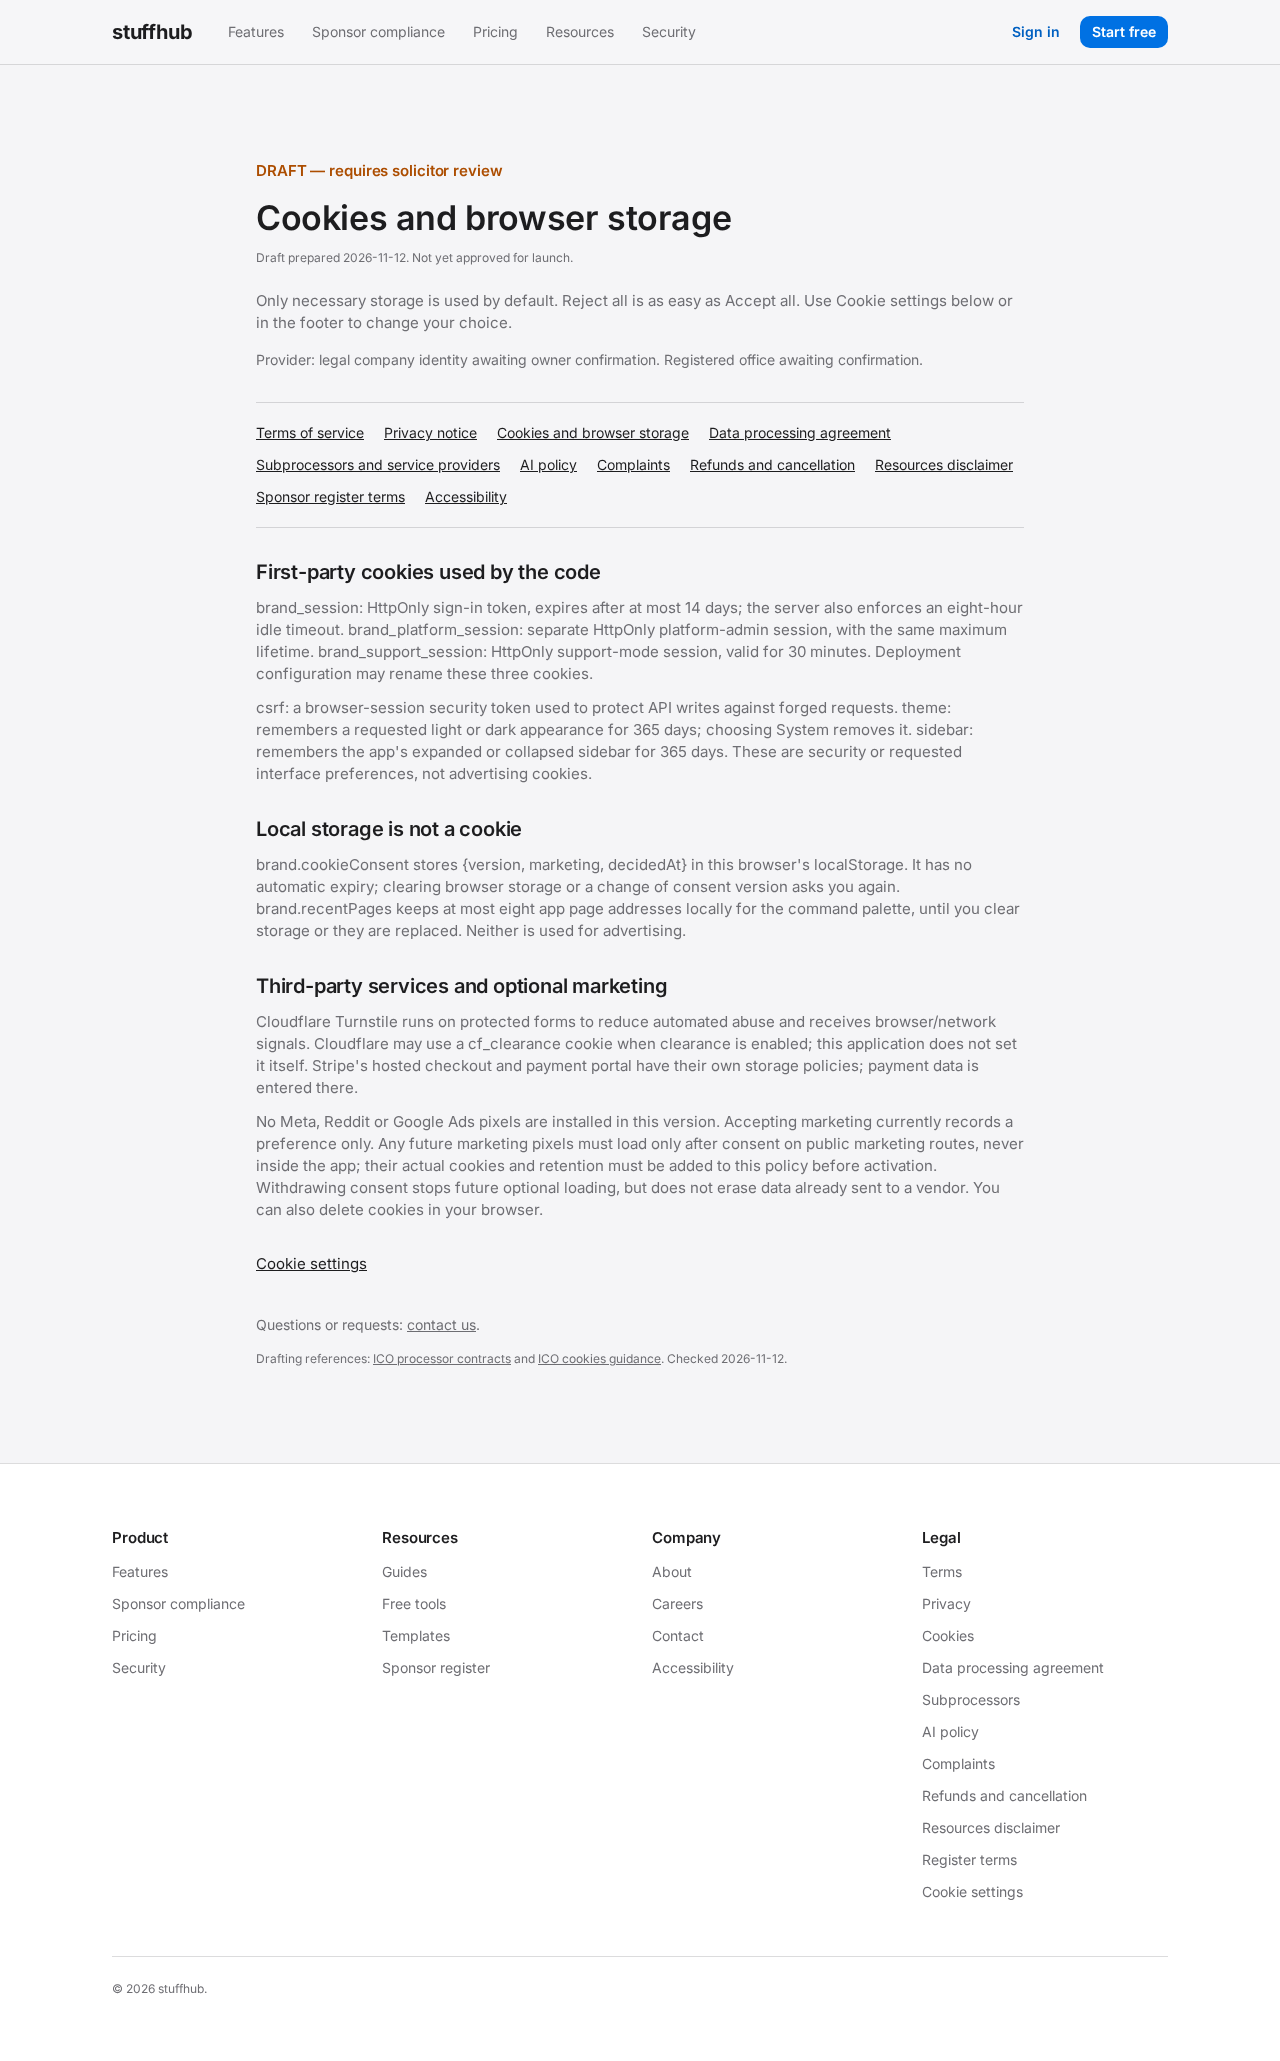 stuffhub Features Sponsor compliance Pricing Resources Security Sign in Start free
DRAFT — requires solicitor review
Cookies and browser storage
Draft prepared 2026-11-12. Not yet approved for launch.
Only necessary storage is used by default. Reject all is as easy as Accept all. Use Cookie settings below or
in the footer to change your choice.
Provider: legal company identity awaiting owner confirmation. Registered office awaiting confirmation.
Terms of service Privacy notice Cookies and browser storage Data processing agreement
Subprocessors and service providers AI policy Complaints Refunds and cancellation Resources disclaimer
Sponsor register terms Accessibility
First-party cookies used by the code
brand_session: HttpOnly sign-in token, expires after at most 14 days; the server also enforces an eight-hour
idle timeout. brand_platform_session: separate HttpOnly platform-admin session, with the same maximum
lifetime. brand_support_session: HttpOnly support-mode session, valid for 30 minutes. Deployment
configuration may rename these three cookies.
csrf: a browser-session security token used to protect API writes against forged requests. theme:
remembers a requested light or dark appearance for 365 days; choosing System removes it. sidebar:
remembers the app's expanded or collapsed sidebar for 365 days. These are security or requested
interface preferences, not advertising cookies.
Local storage is not a cookie
brand.cookieConsent stores {version, marketing, decidedAt} in this browser's localStorage. It has no
automatic expiry; clearing browser storage or a change of consent version asks you again.
brand.recentPages keeps at most eight app page addresses locally for the command palette, until you clear
storage or they are replaced. Neither is used for advertising.
Third-party services and optional marketing
Cloudflare Turnstile runs on protected forms to reduce automated abuse and receives browser/network
signals. Cloudflare may use a cf_clearance cookie when clearance is enabled; this application does not set
it itself. Stripe's hosted checkout and payment portal have their own storage policies; payment data is
entered there.
No Meta, Reddit or Google Ads pixels are installed in this version. Accepting marketing currently records a
preference only. Any future marketing pixels must load only after consent on public marketing routes, never
inside the app; their actual cookies and retention must be added to this policy before activation.
Withdrawing consent stops future optional loading, but does not erase data already sent to a vendor. You
can also delete cookies in your browser.
Cookie settings
Questions or requests: contact us.
Drafting references: ICO processor contracts and ICO cookies guidance. Checked 2026-11-12.
Product
Features
Sponsor compliance
Pricing
Security
Resources
Guides
Free tools
Templates
Sponsor register
Company
About
Careers
Contact
Accessibility
Legal
Terms
Privacy
Cookies
Data processing agreement
Subprocessors
AI policy
Complaints
Refunds and cancellation
Resources disclaimer
Register terms
Cookie settings
© 2026 stuffhub.